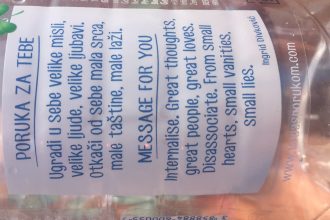 PORUKA ZA TEBE
Ugradi u sebe velike misli,
velike ljude, velike ljubavi.
Otkači od sebe mala srca,
male taštine, male laži.
MESSAGE FOR YOU
Internalise. Great thoughts,
great people, great loves.
Disassociate. From small
hearts, small vanities,
small lies.
Ingrid Divković